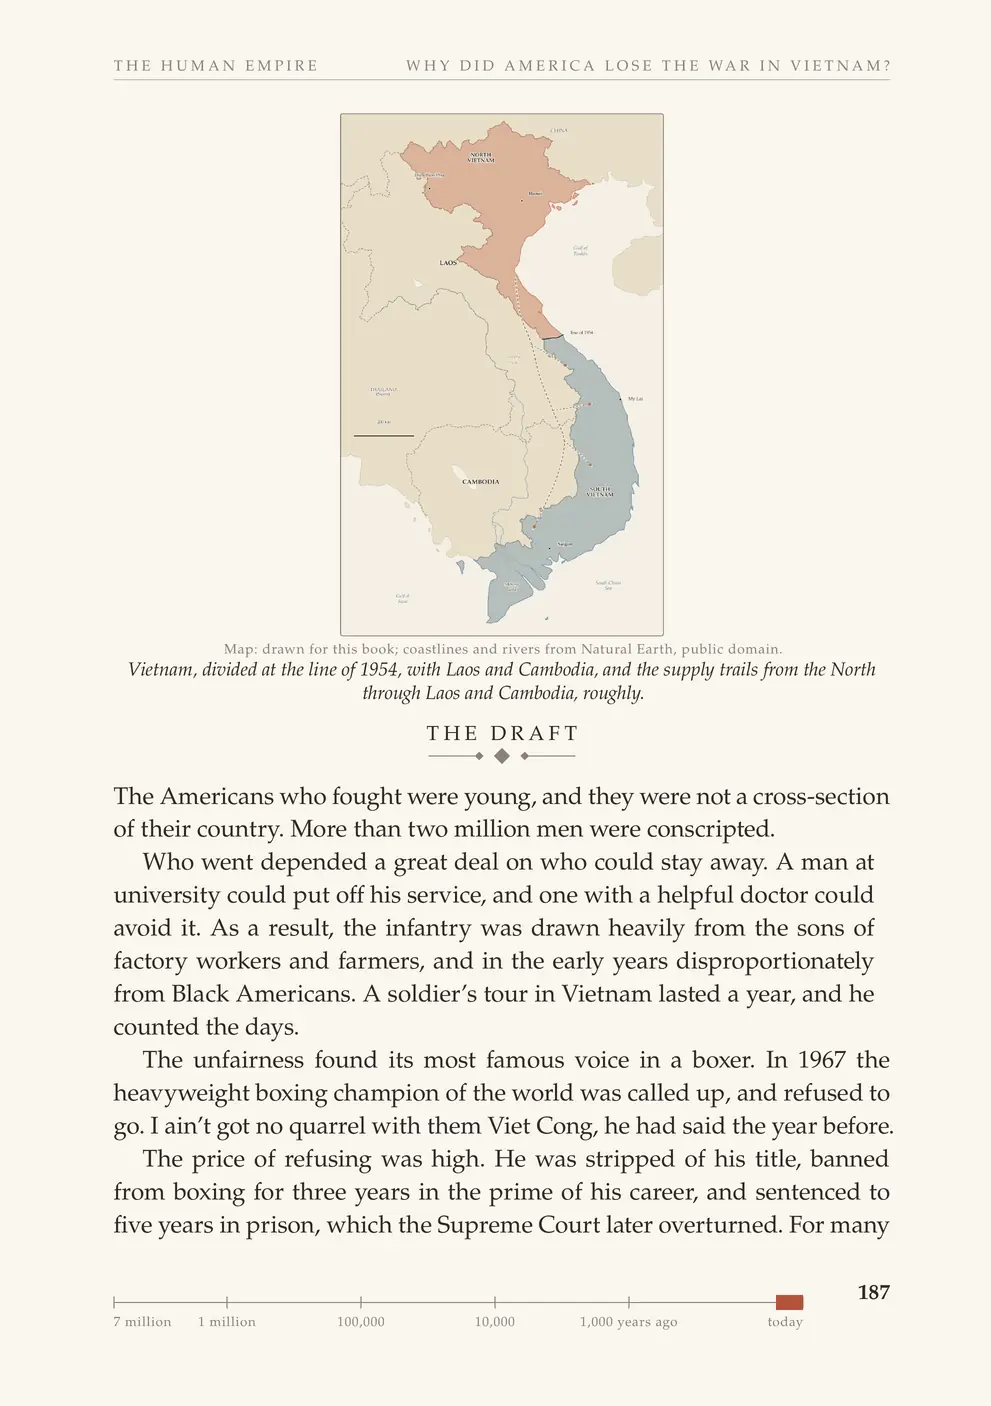 THE HUMAN EMPIRE
WHY DID AMERICA LOSE THE WAR IN VIETNAM?
CHINA
NORTH
VIETNAM
Hanoi
Gulf of
Tonkin
LAOS
line of 1954
THAILAND
My Lai
CAMBODIA
SOUTH
VIETNAM
Saigon
South China
Sea
Gulf of
Map: drawn for this book; coastlines and rivers from Natural Earth, public domain.
Vietnam, divided at the line of 1954, with Laos and Cambodia, and the supply trails from the North
through Laos and Cambodia, roughly.
THE DRAFT
The Americans who fought were young, and they were not a cross-section
of their country. More than two million men were conscripted.
Who went depended a great deal on who could stay away. A man at
university could put off his service, and one with a helpful doctor could
avoid it. As a result, the infantry was drawn heavily from the sons of
factory workers and farmers, and in the early years disproportionately
from Black Americans. A soldier’s tour in Vietnam lasted a year, and he
counted the days.
The unfairness found its most famous voice in a boxer. In 1967 the
heavyweight boxing champion of the world was called up, and refused to
go. I ain’t got no quarrel with them Viet Cong, he had said the year before.
The price of refusing was high. He was stripped of his title, banned
from boxing for three years in the prime of his career, and sentenced to
five years in prison, which the Supreme Court later overturned. For many
187
7 million
1 million
100,000
10,000
1,000 years ago
today